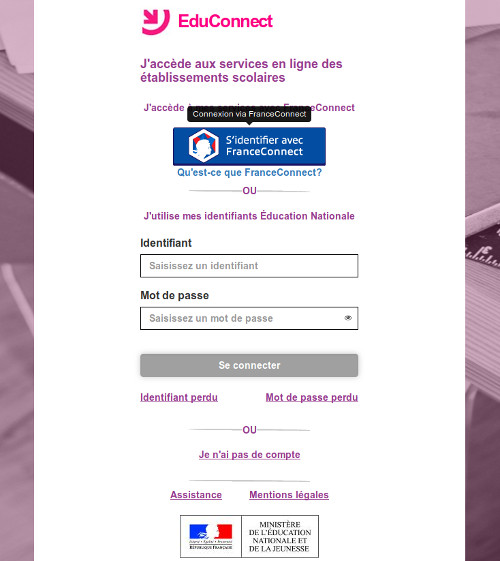 EduConnect
J'accède aux services en ligne des
établissements scolaires
J'accède à mes services avec FranceConnect
Connexion via FranceConnect
S'identifier avec
FranceConnect
Qu'est-ce que FranceConnect?
OU
J'utilise mes identifiants Éducation Nationale
Identifiant
Saisissez un identifiant
Mot de passe
Saisissez un mot de passe
Se connecter
Identifiant perdu Mot de passe perdu
OU
Je n'ai pas de compte
Assistance Mentions légales
Liberté • Égalité • Fraternité
RÉPUBLIQUE FRANÇAISE
MINISTÈRE
DE L'ÉDUCATION
NATIONALE ET
DE LA JEUNESSE